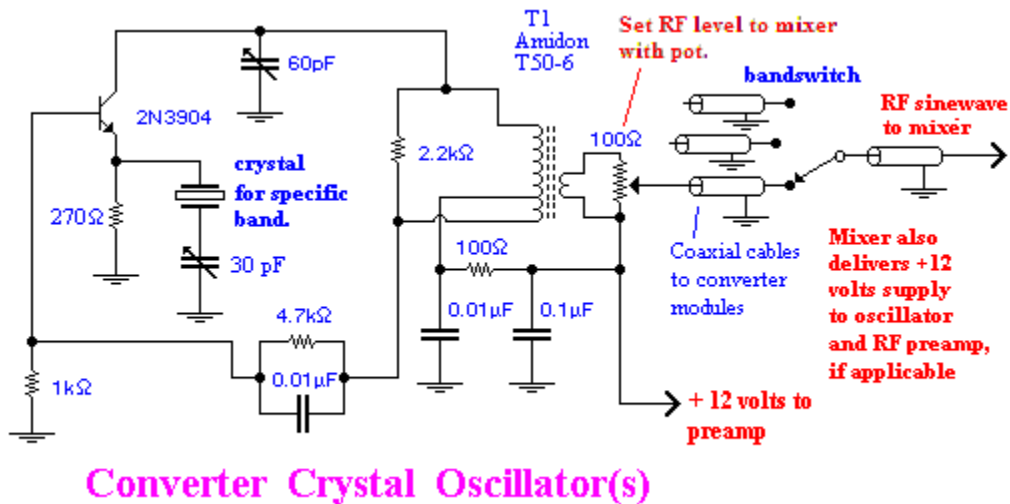 T1
Amidon
T50-6
Set RF level to mixer
with pot.
60pF
bandswitch
2N3904
RF sinewave
to mixer
2.2kΩ
100Ω
crystal
for specific
band.
270Ω
30 pF
100Ω
Coaxial cables
to converter
modules
Mixer also
delivers +12
volts supply
to oscillator
and RF preamp,
if applicable
0.01µF
0.1µF
4.7kΩ
0.01µF
1kΩ
+ 12 volts to
preamp
Converter Crystal Oscillator(s)